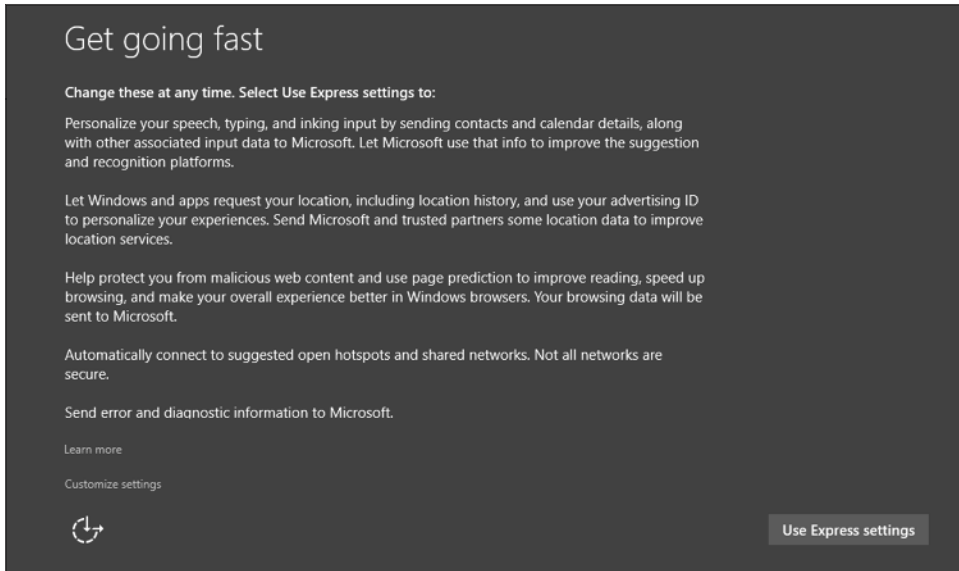 Get going fast
Change these at any time. Select Use Express settings to:
Personalize your speech, typing, and inking input by sending contacts and calendar details, along
with other associated input data to Microsoft. Let Microsoft use that info to improve the suggestion
and recognition platforms.
Let Windows and apps request your location, including location history, and use your advertising ID
to personalize your experiences. Send Microsoft and trusted partners some location data to improve
location services.
Help protect you from malicious web content and use page prediction to improve reading, speed up
browsing, and make your overall experience better in Windows browsers. Your browsing data will be
sent to Microsoft.
Automatically connect to suggested open hotspots and shared networks. Not all networks are
secure.
Send error and diagnostic information to Microsoft.
Learn more
Customize settings
Use Express settings